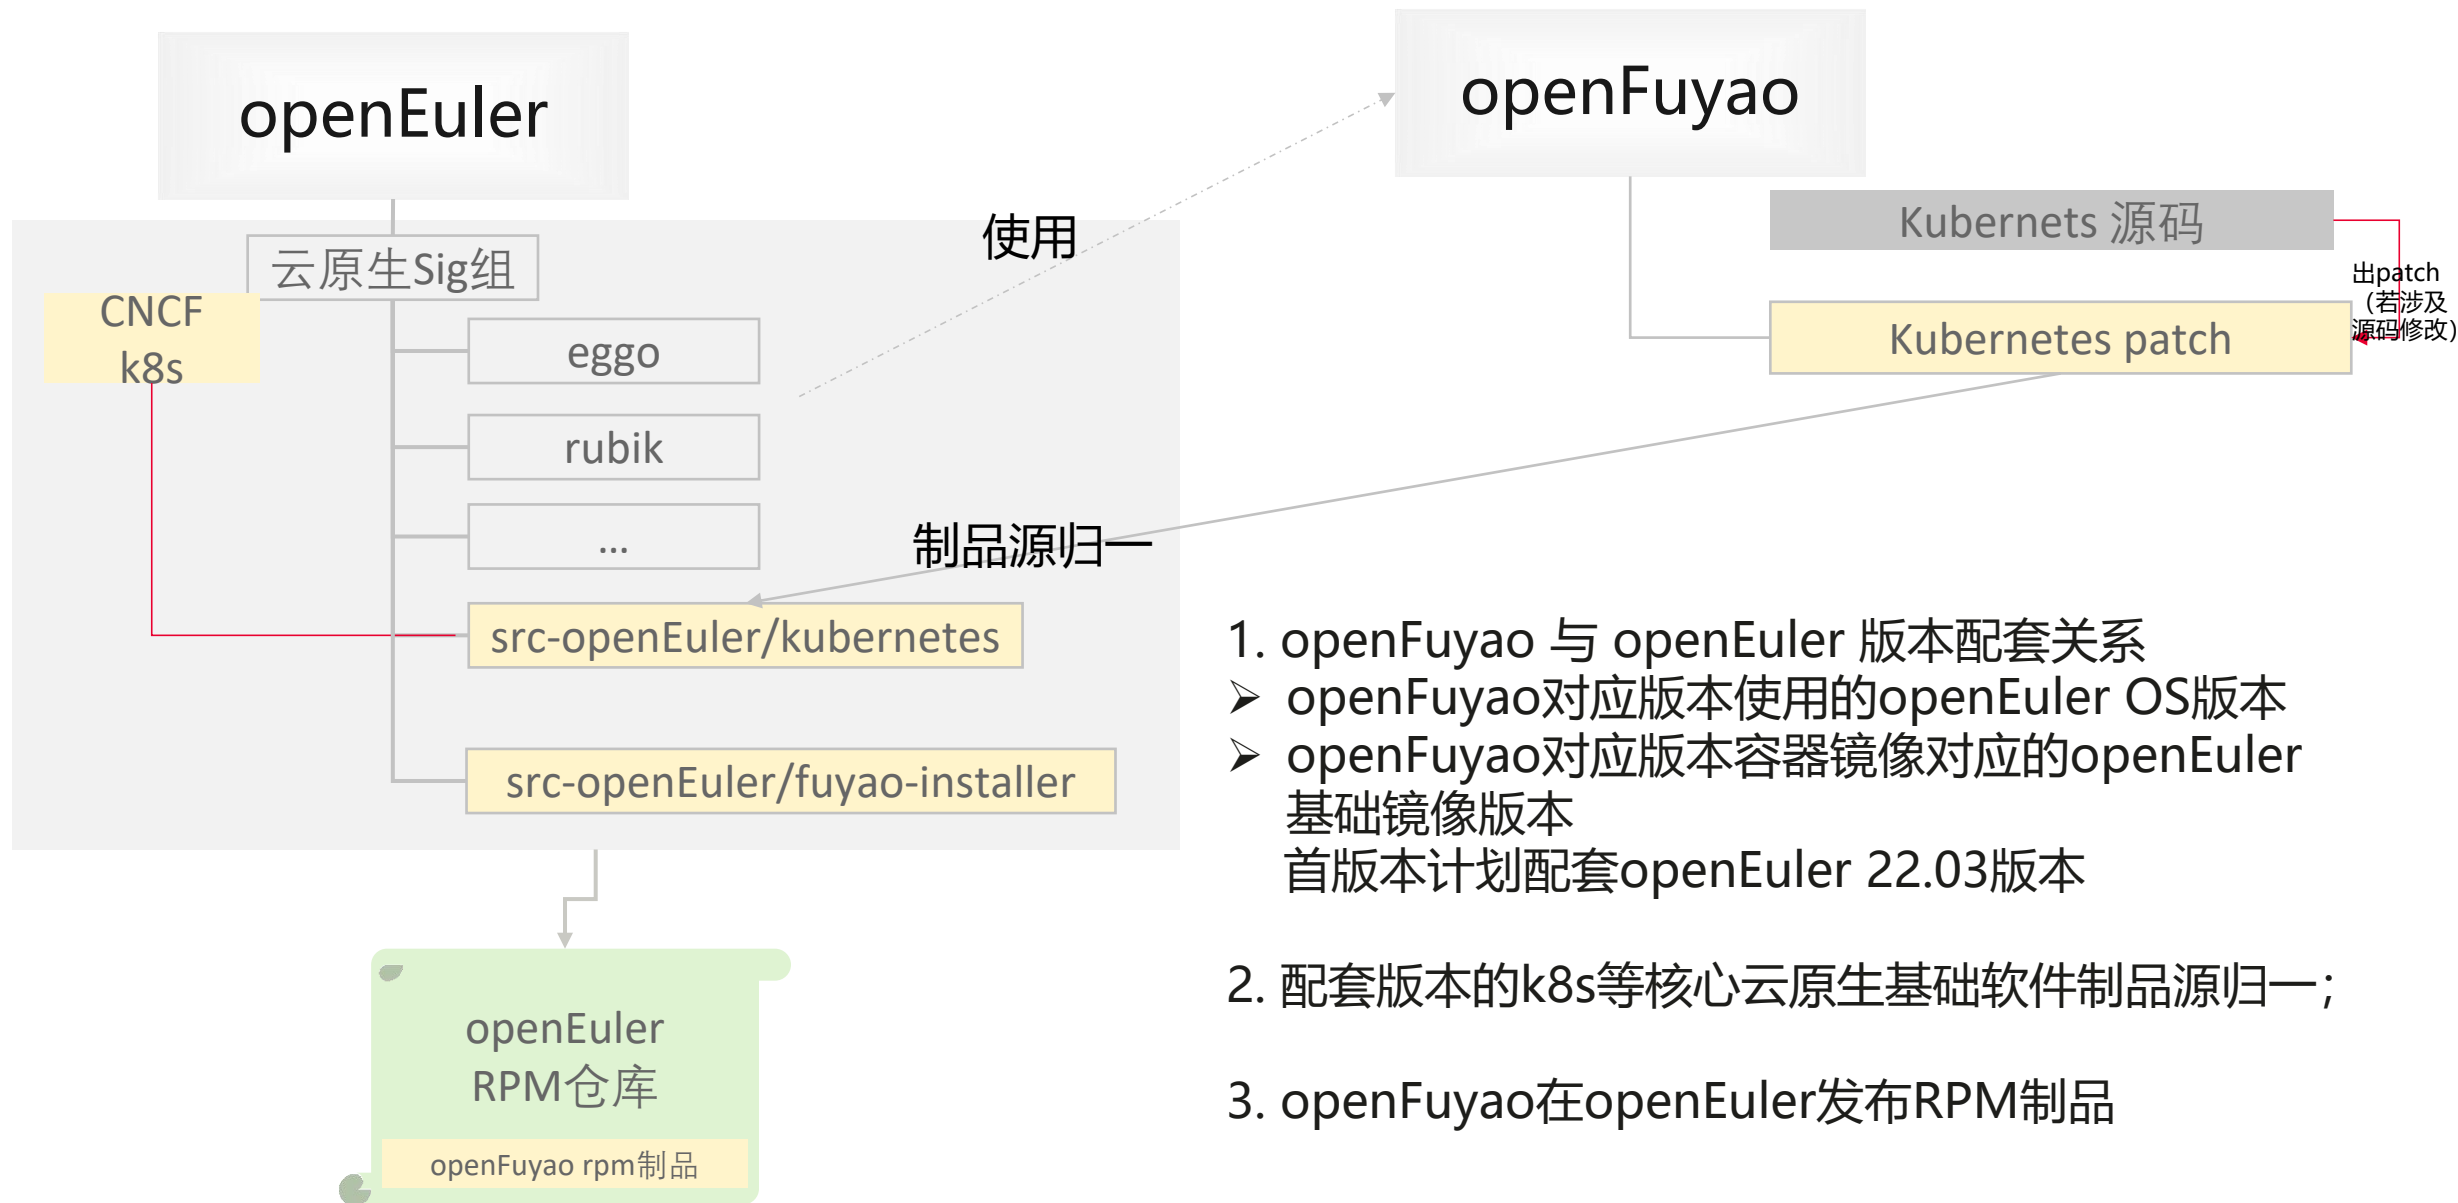 openEuler
openFuyao
使用
云原生Sig组
CNCF
k8s
eggo
rubik
...
制品源归一
src-openEuler/kubernetes
src-openEuler/fuyao-installer
Kubernets 源码
出patch
（若涉及
源码修改）
Kubernetes patch
1. openFuyao 与 openEuler 版本配套关系
➢ openFuyao对应版本使用的openEuler OS版本
➢ openFuyao对应版本容器镜像对应的openEuler
基础镜像版本
首版本计划配套openEuler 22.03版本
2. 配套版本的k8s等核心云原生基础软件制品源归一；
3. openFuyao在openEuler发布RPM制品
openEuler
RPM仓库
openFuyao rpm制品